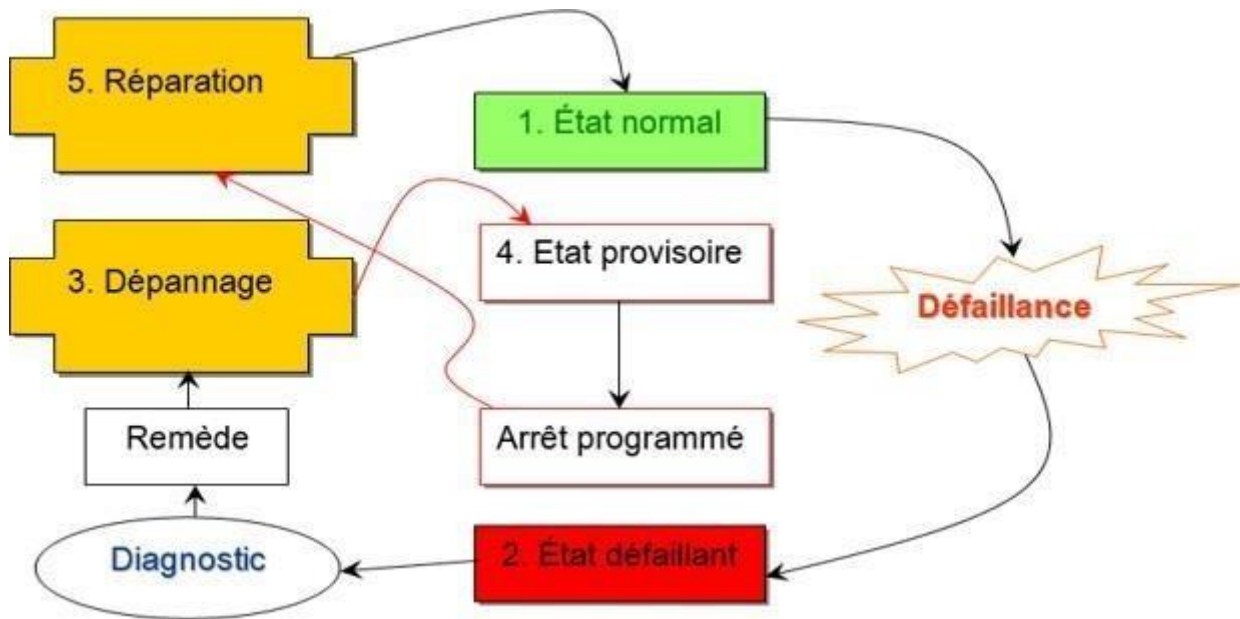 5. Réparation
1. État normal
3. Dépannage
4. Etat provisoire
Défaillance
Remède
Arrêt programmé
Diagnostic
2. État défaillant